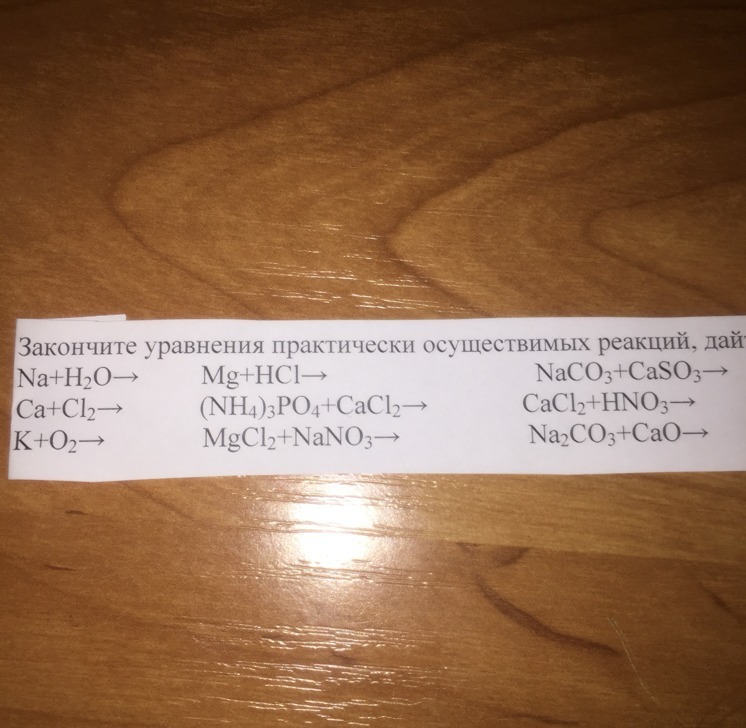 Закончите уравнения практически осуществимых реакций,
Na+H₂O→ Mg+HCl→ NaCO₃+CaSO₃→
Ca+Cl₂→ (NH₄)₃PO₄+CaCl₂→ CaCl₂+HNO₃→
K+O₂→ MgCl₂+NaNO₃→ Na₂CO₃+CaO→